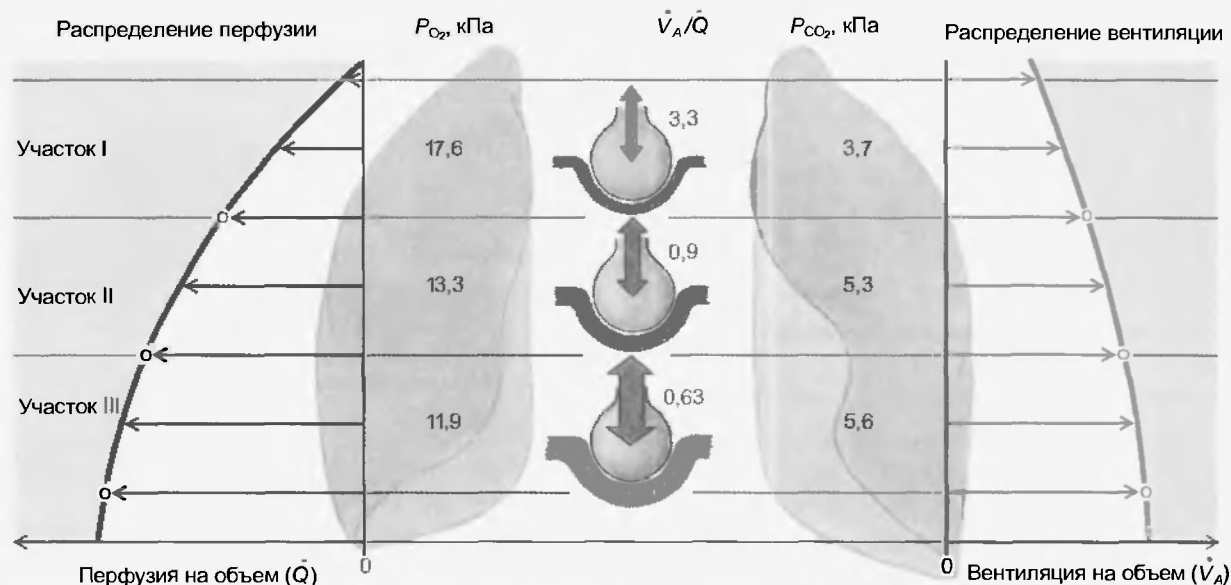 Распределение перфузии
P_O₂, кПа
V̇_A/Q̇
P_CO₂, кПа
Распределение вентиляции
Участок I
17,6
3,3
3,7
Участок II
13,3
0,9
5,3
Участок III
11,9
0,63
5,6
0
0
Перфузия на объем (Q̇)
Вентиляция на объем (V̇_A)